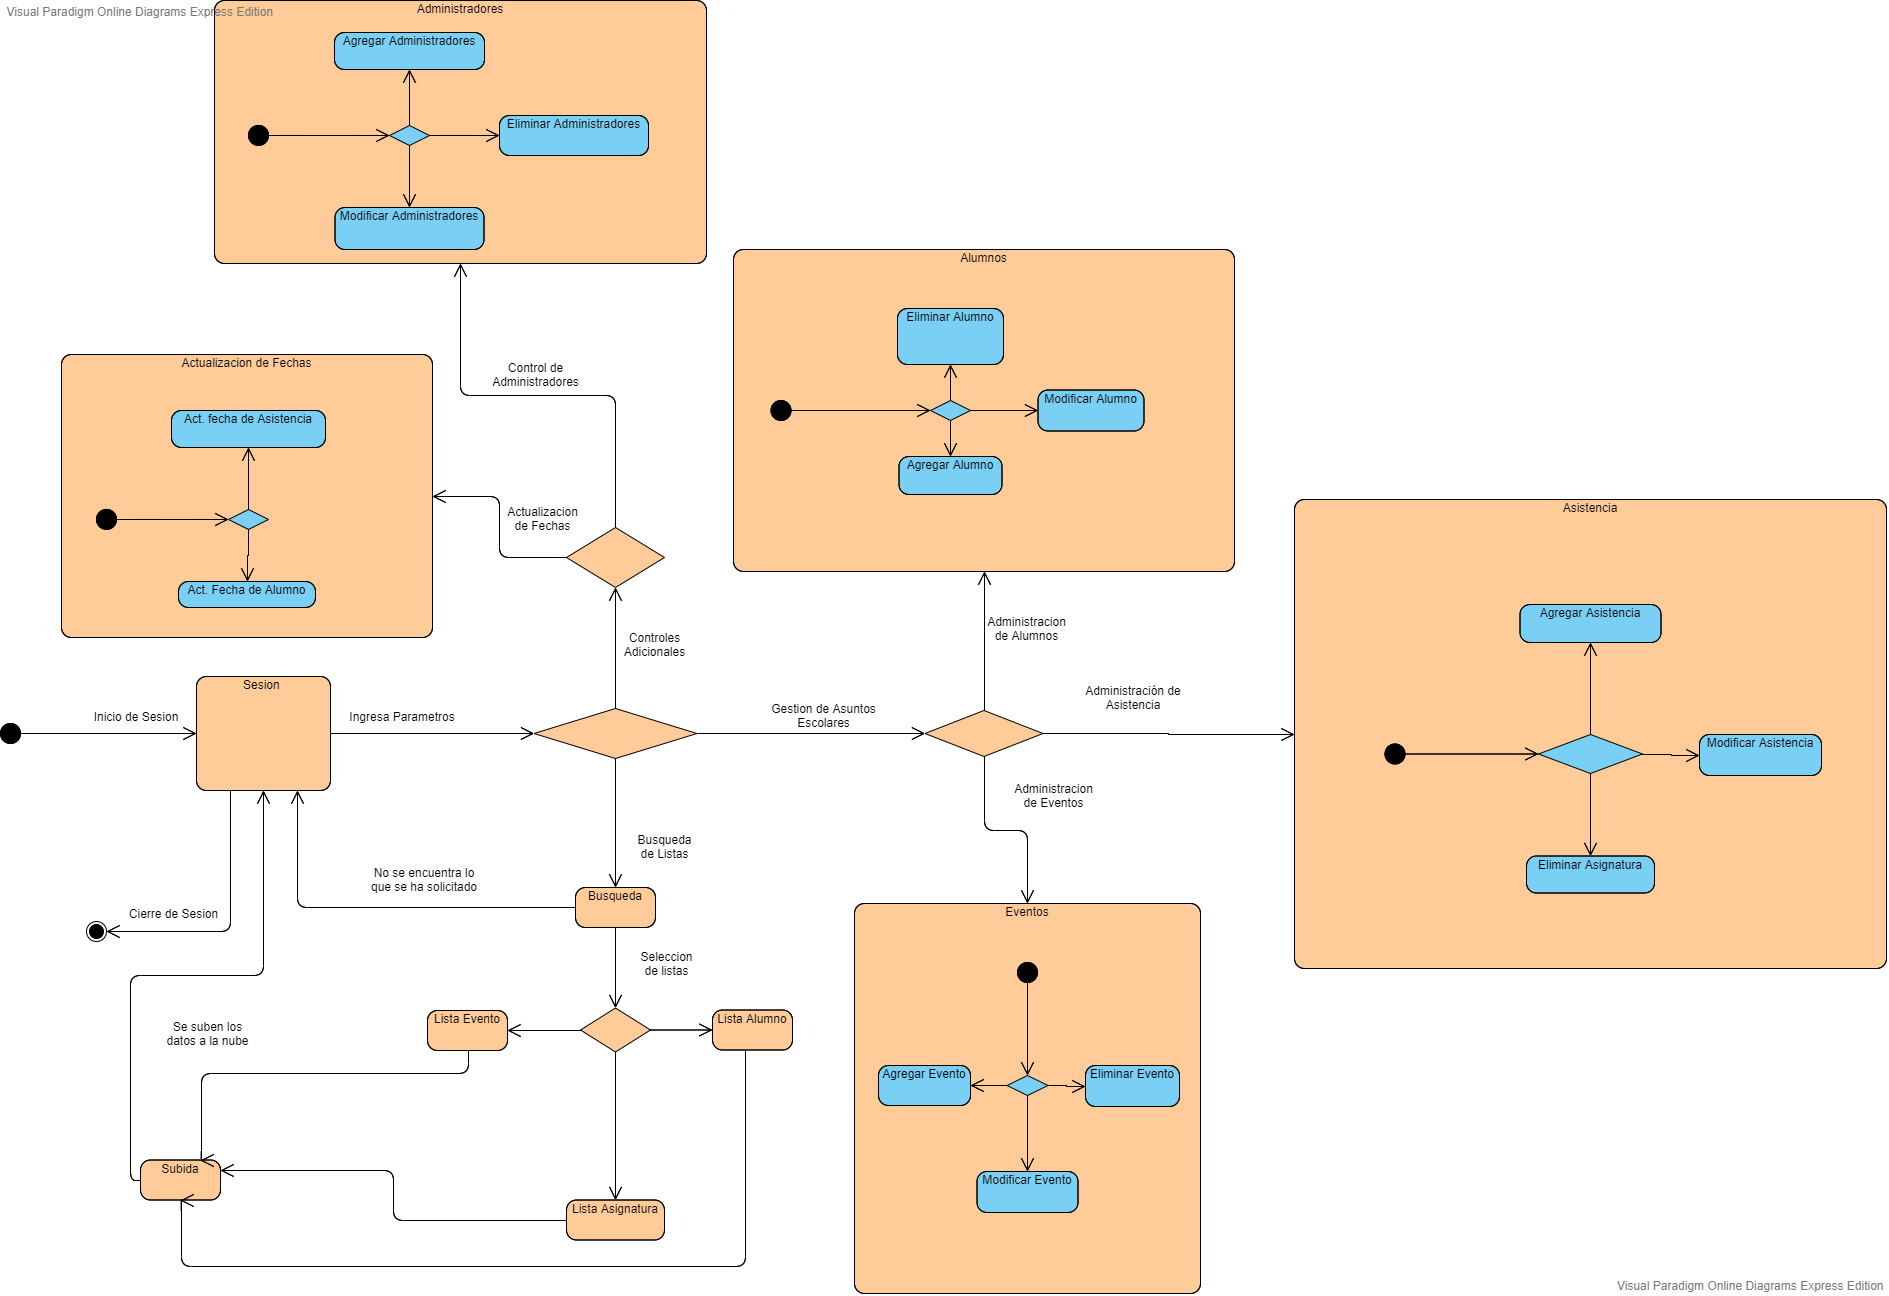 Visual Paradigm Online Diagrams Express Edition
Administradores
Agregar Administradores
Eliminar Administradores
Modificar Administradores
Alumnos
Eliminar Alumno
Modificar Alumno
Agregar Alumno
Control de
Administradores
Actualizacion de Fechas
Act. fecha de Asistencia
Act. Fecha de Alumno
Actualizacion
de Fechas
Asistencia
Agregar Asistencia
Modificar Asistencia
Eliminar Asignatura
Controles
Adicionales
Administracion
de Alumnos
Administración de
Asistencia
Sesion
Inicio de Sesion
Ingresa Parametros
Gestion de Asuntos
Escolares
Administracion
de Eventos
Busqueda
de Listas
No se encuentra lo
que se ha solicitado
Busqueda
Cierre de Sesion
Seleccion
de listas
Eventos
Agregar Evento
Eliminar Evento
Modificar Evento
Lista Evento
Lista Alumno
Se suben los
datos a la nube
Subida
Lista Asignatura
Visual Paradigm Online Diagrams Express Edition